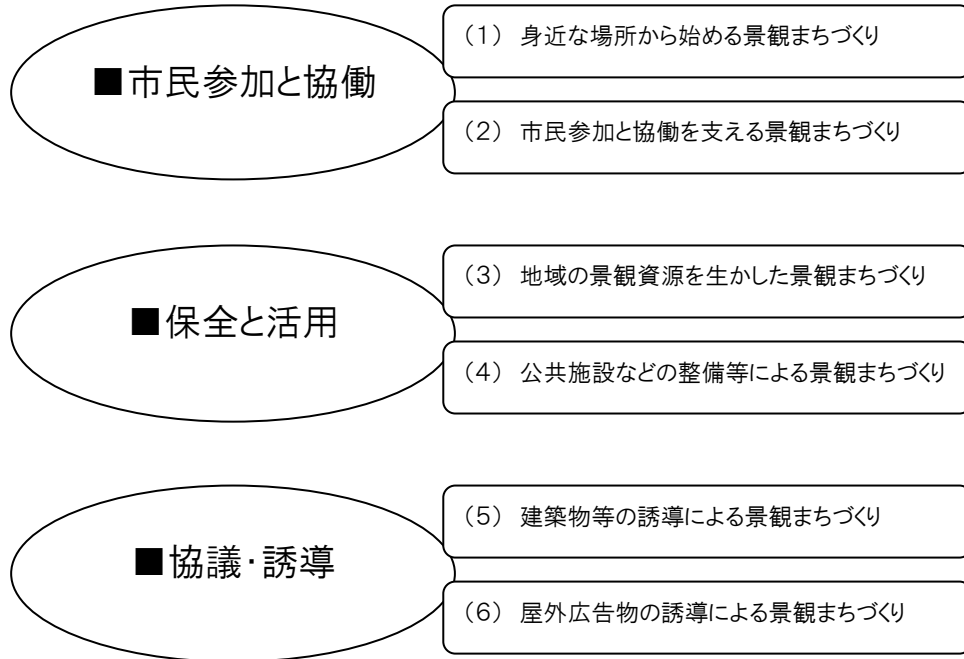 ■市民参加と協働
（1） 身近な場所から始める景観まちづくり
（2） 市民参加と協働を支える景観まちづくり
■保全と活用
（3） 地域の景観資源を生かした景観まちづくり
（4） 公共施設などの整備等による景観まちづくり
■協議・誘導
（5） 建築物等の誘導による景観まちづくり
（6） 屋外広告物の誘導による景観まちづくり